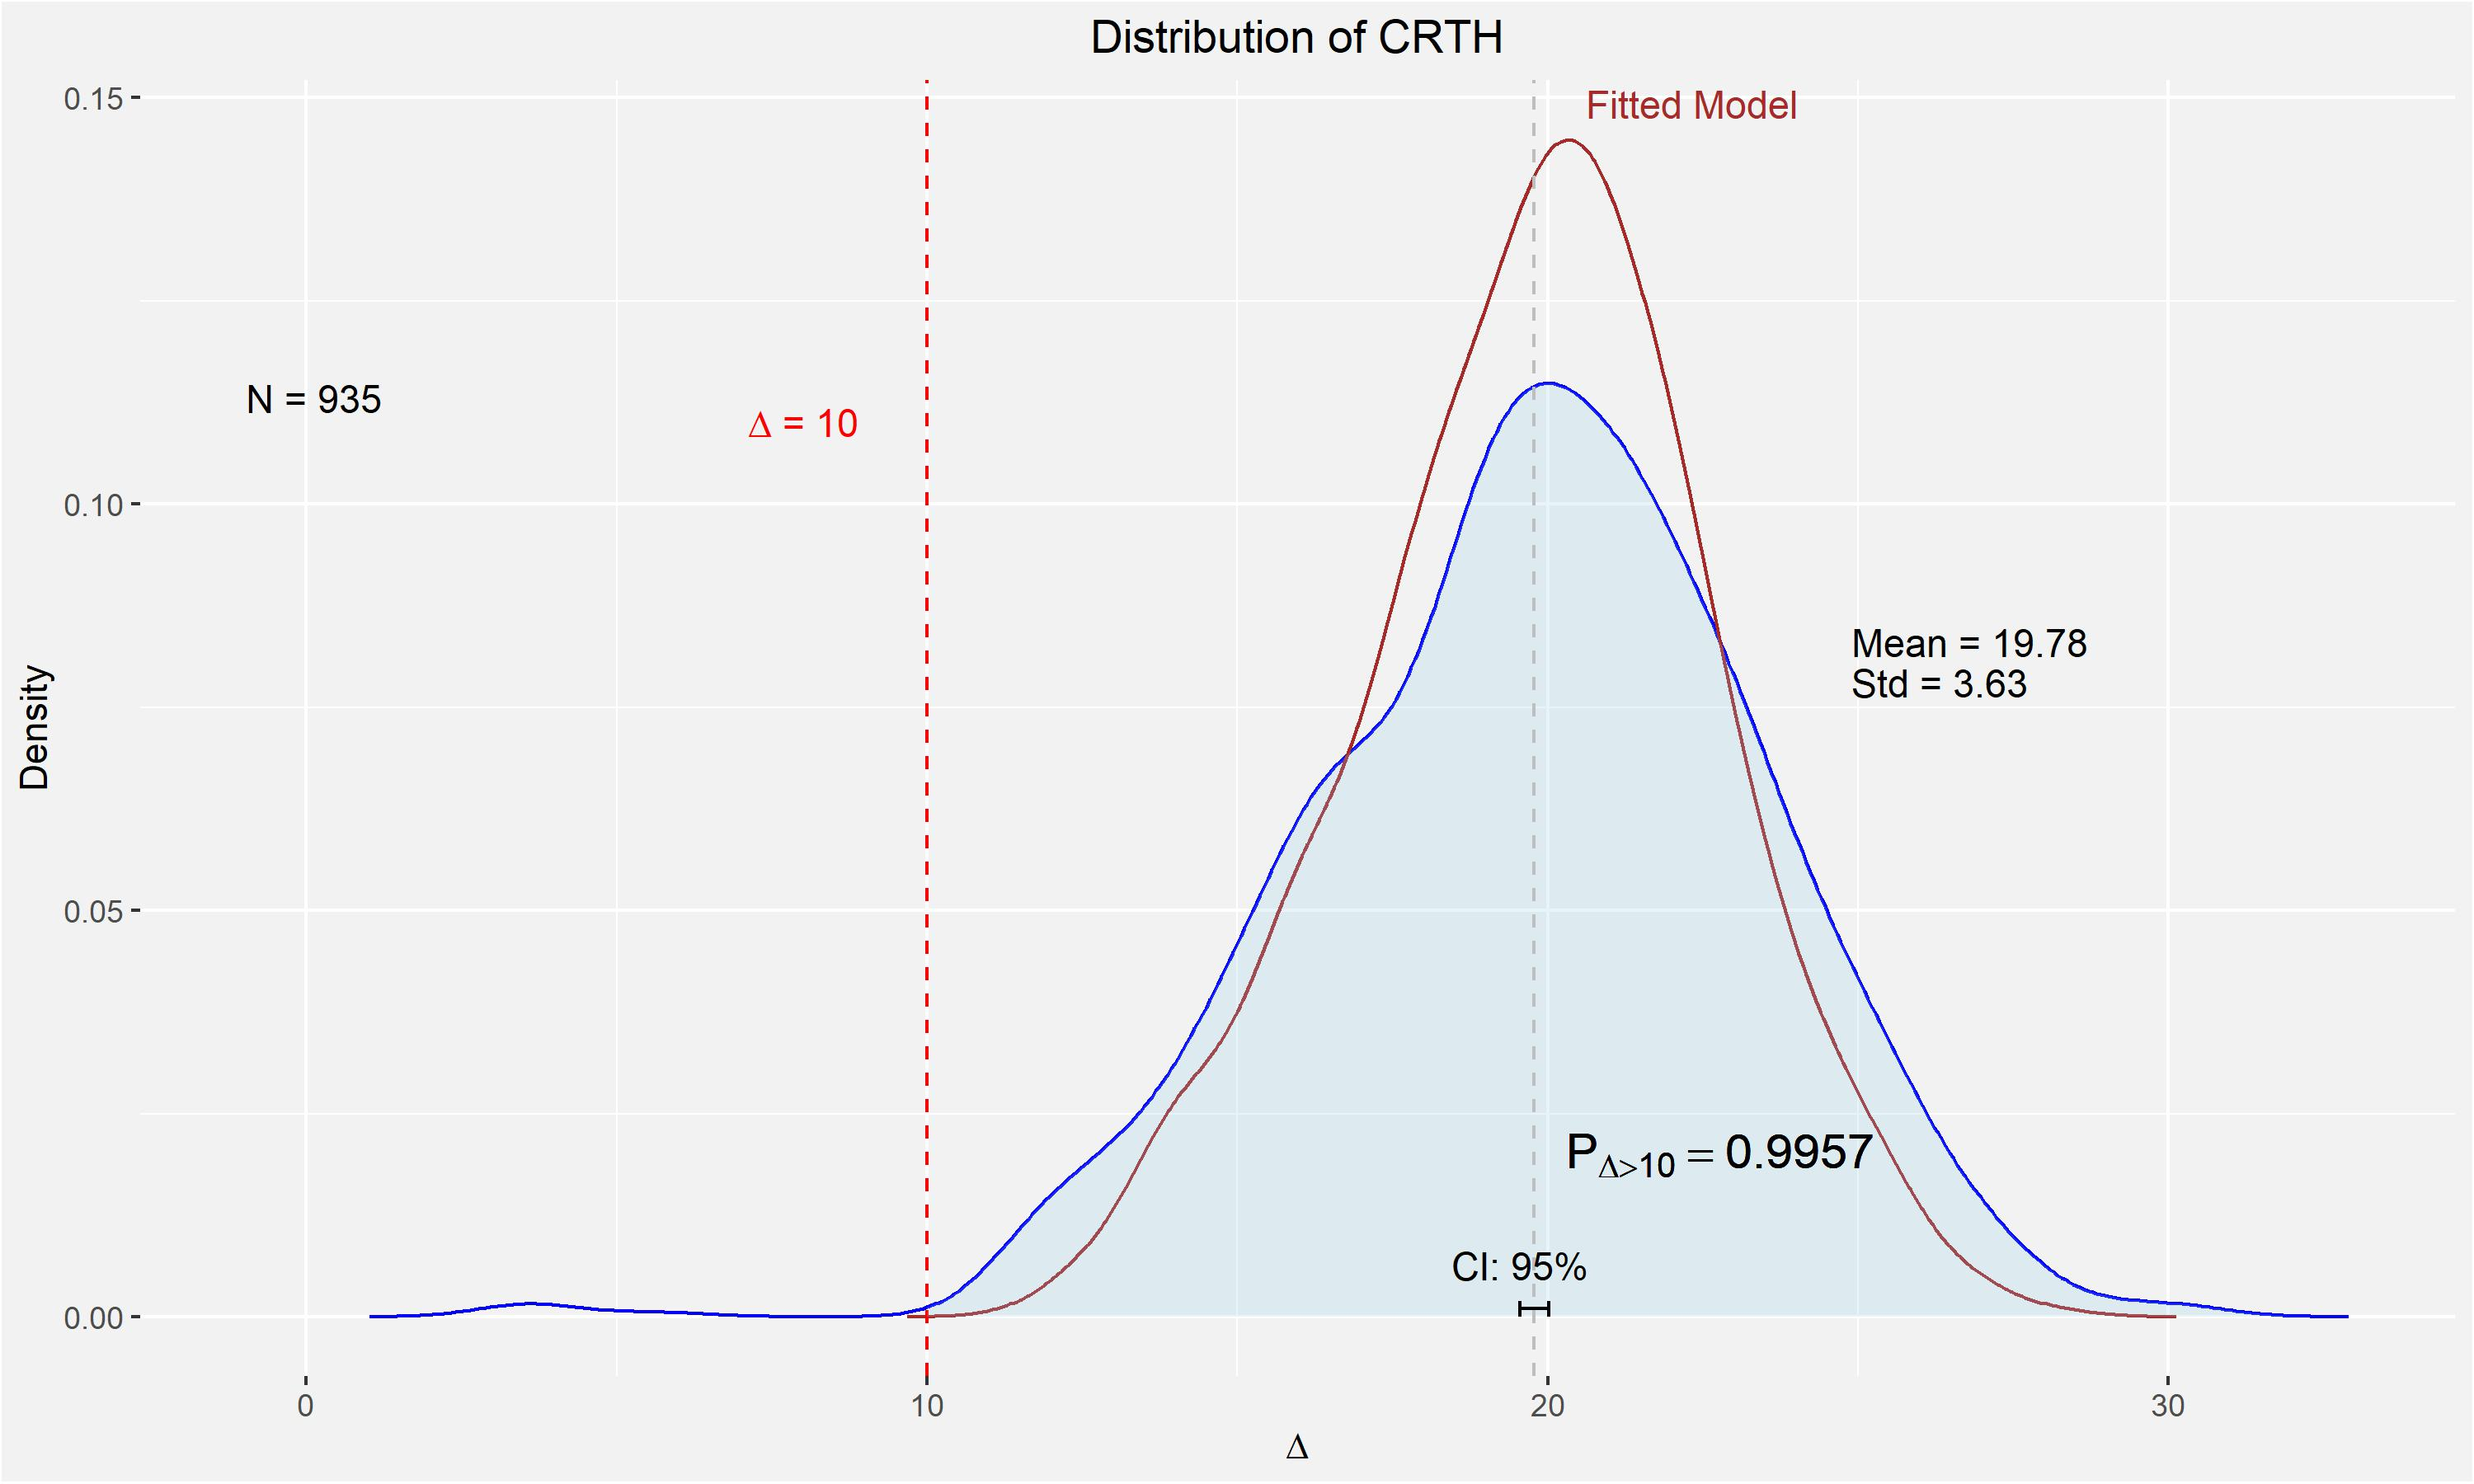 Distribution of CRTH
Fitted Model
0.15
N = 935
Δ = 10
0.10
Mean = 19.78
Std = 3.63
Density
0.05
P Δ>10 = 0.9957
CI: 95%
0.00
0
10
20
30
Δ